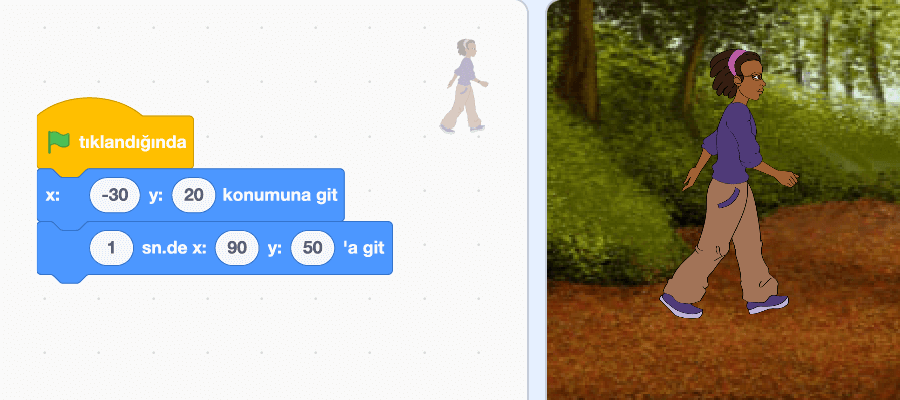 tıklandığında
x: -30 y: 20 konumuna git
1 sn.de x: 90 y: 50 'a git